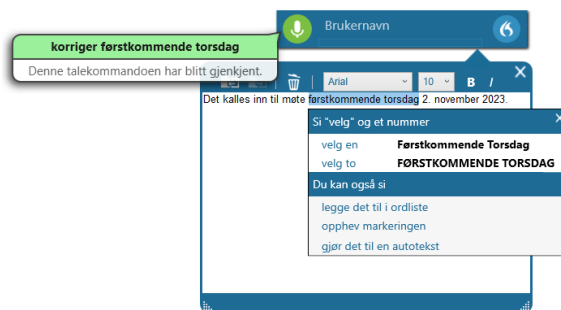 Brukernavn
korriger førstkommende torsdag
Denne talekommandoen har blitt gjenkjent.
Arial 10 B I
Det kalles inn til møte førstkommende torsdag 2. november 2023.
Si "velg" og et nummer
velg en Førstkommende Torsdag
velg to FØRSTKOMMENDE TORSDAG
Du kan også si
legge det til i ordliste
opphev markeringen
gjør det til en autotekst